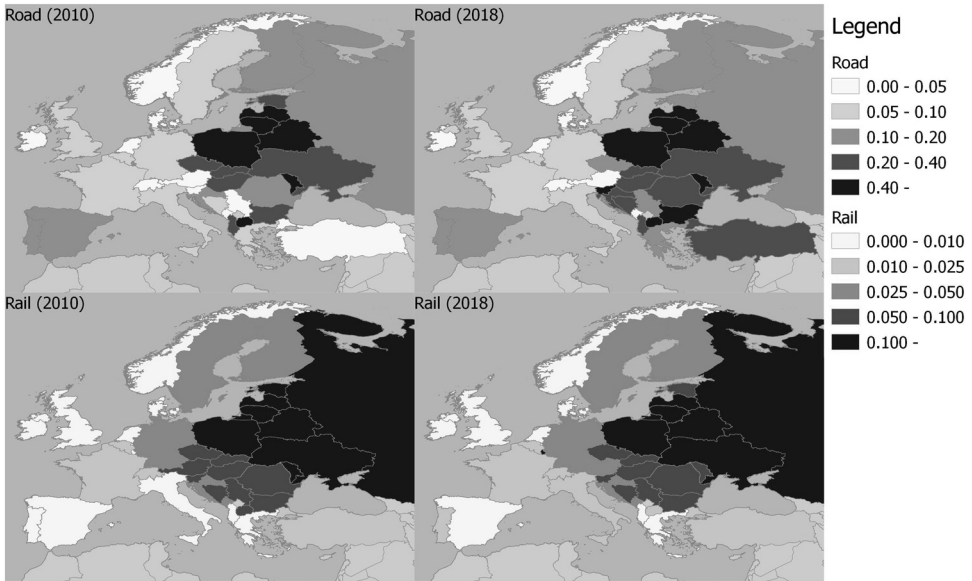 Road (2010)
Road (2018)
Rail (2010)
Rail (2018)
Legend
Road
0.00 - 0.05
0.05 - 0.10
0.10 - 0.20
0.20 - 0.40
0.40 -
Rail
0.000 - 0.010
0.010 - 0.025
0.025 - 0.050
0.050 - 0.100
0.100 -